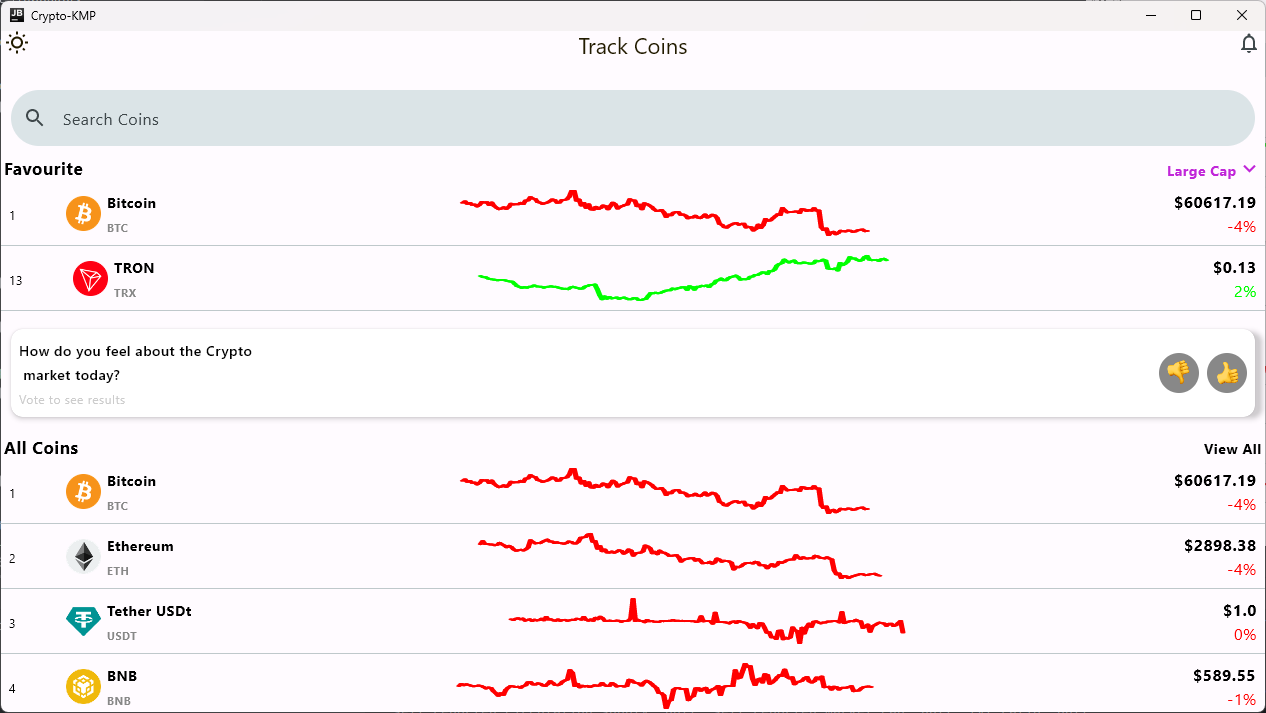 JB Crypto-KMP
Track Coins
Search Coins
Favourite
Large Cap
1
Bitcoin
BTC
$60617.19
-4%
13
TRON
TRX
$0.13
2%
How do you feel about the Crypto
market today?
Vote to see results
All Coins
View All
1
Bitcoin
BTC
$60617.19
-4%
2
Ethereum
ETH
$2898.38
-4%
3
Tether USDt
USDT
$1.0
0%
4
BNB
BNB
$589.55
-1%